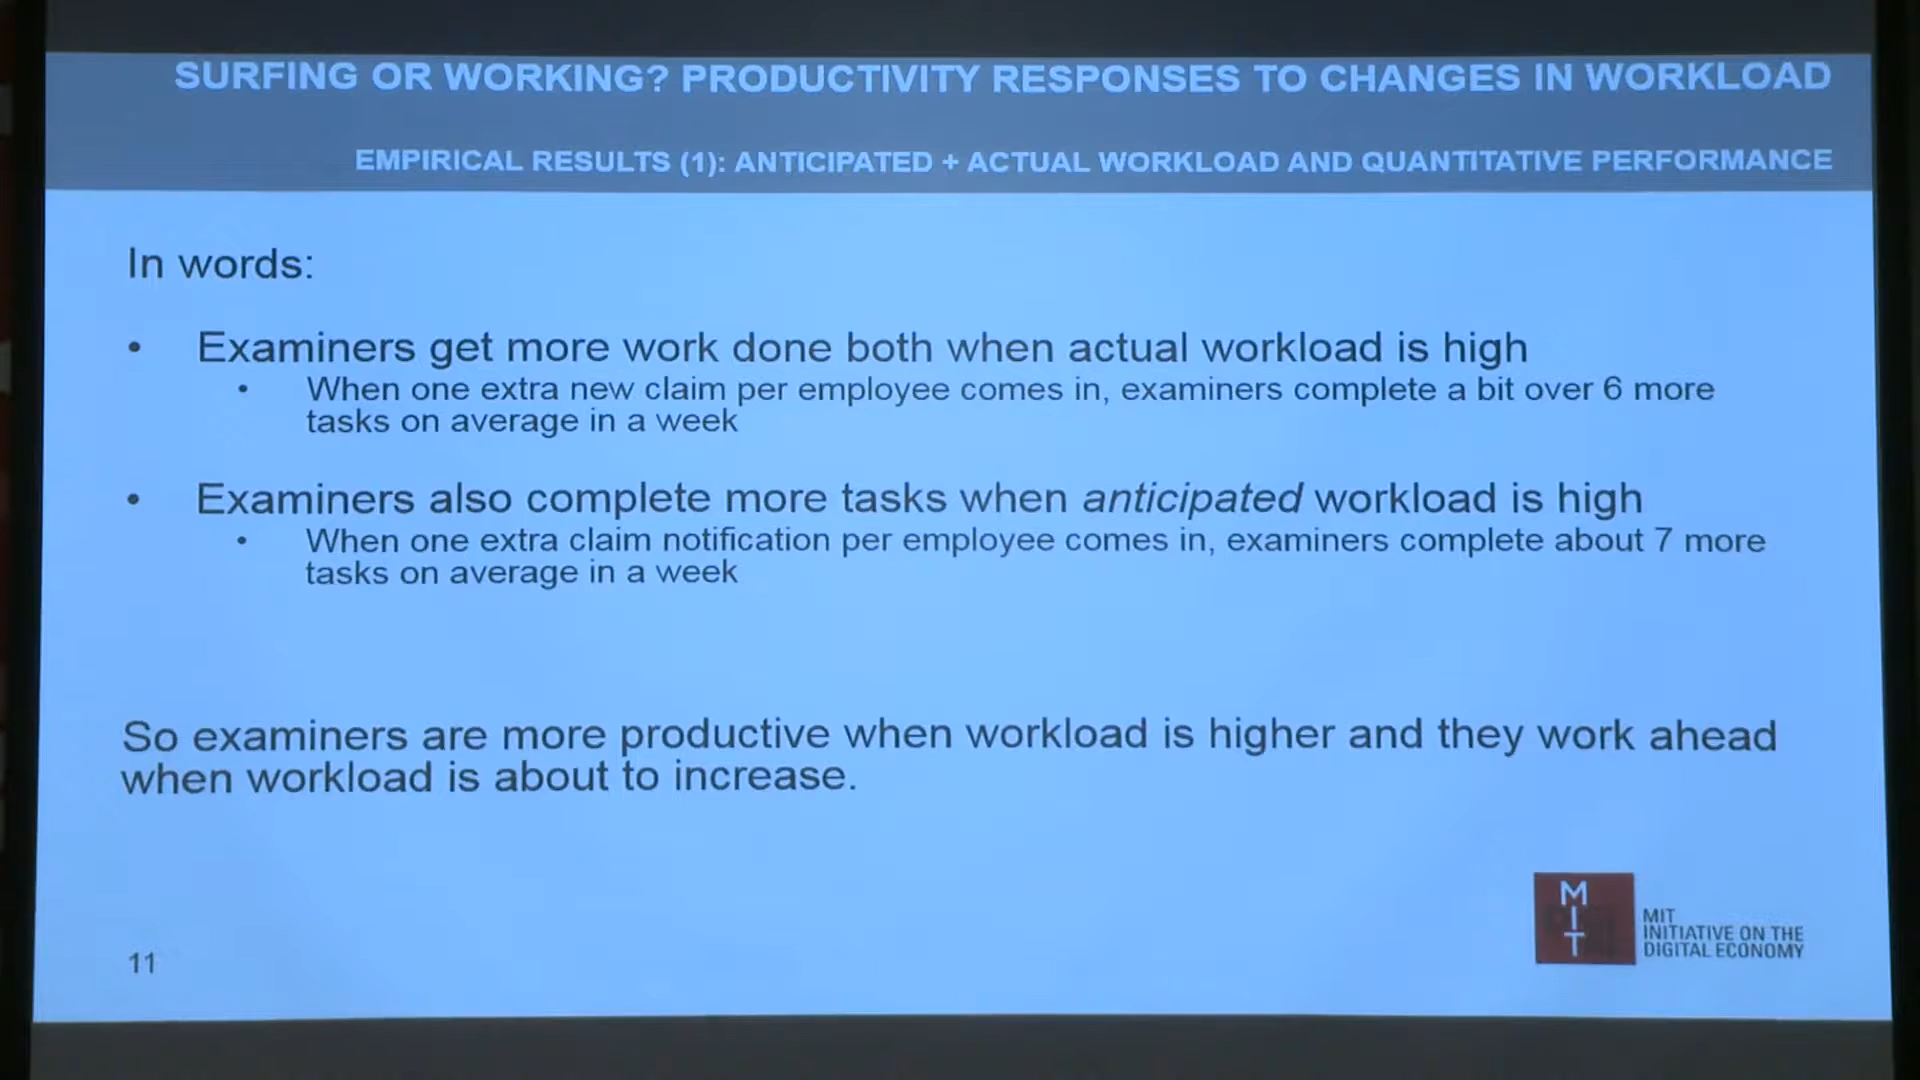 SURFING OR WORKING? PRODUCTIVITY RESPONSES TO CHANGES IN WORKLOAD
EMPIRICAL RESULTS (1): ANTICIPATED + ACTUAL WORKLOAD AND QUANTITATIVE PERFORMANCE
In words:
• Examiners get more work done both when actual workload is high
• When one extra new claim per employee comes in, examiners complete a bit over 6 more
tasks on average in a week
• Examiners also complete more tasks when anticipated workload is high
• When one extra claim notification per employee comes in, examiners complete about 7 more
tasks on average in a week
So examiners are more productive when workload is higher and they work ahead
when workload is about to increase.
MIT
MIT
INITIATIVE ON THE
DIGITAL ECONOMY
11